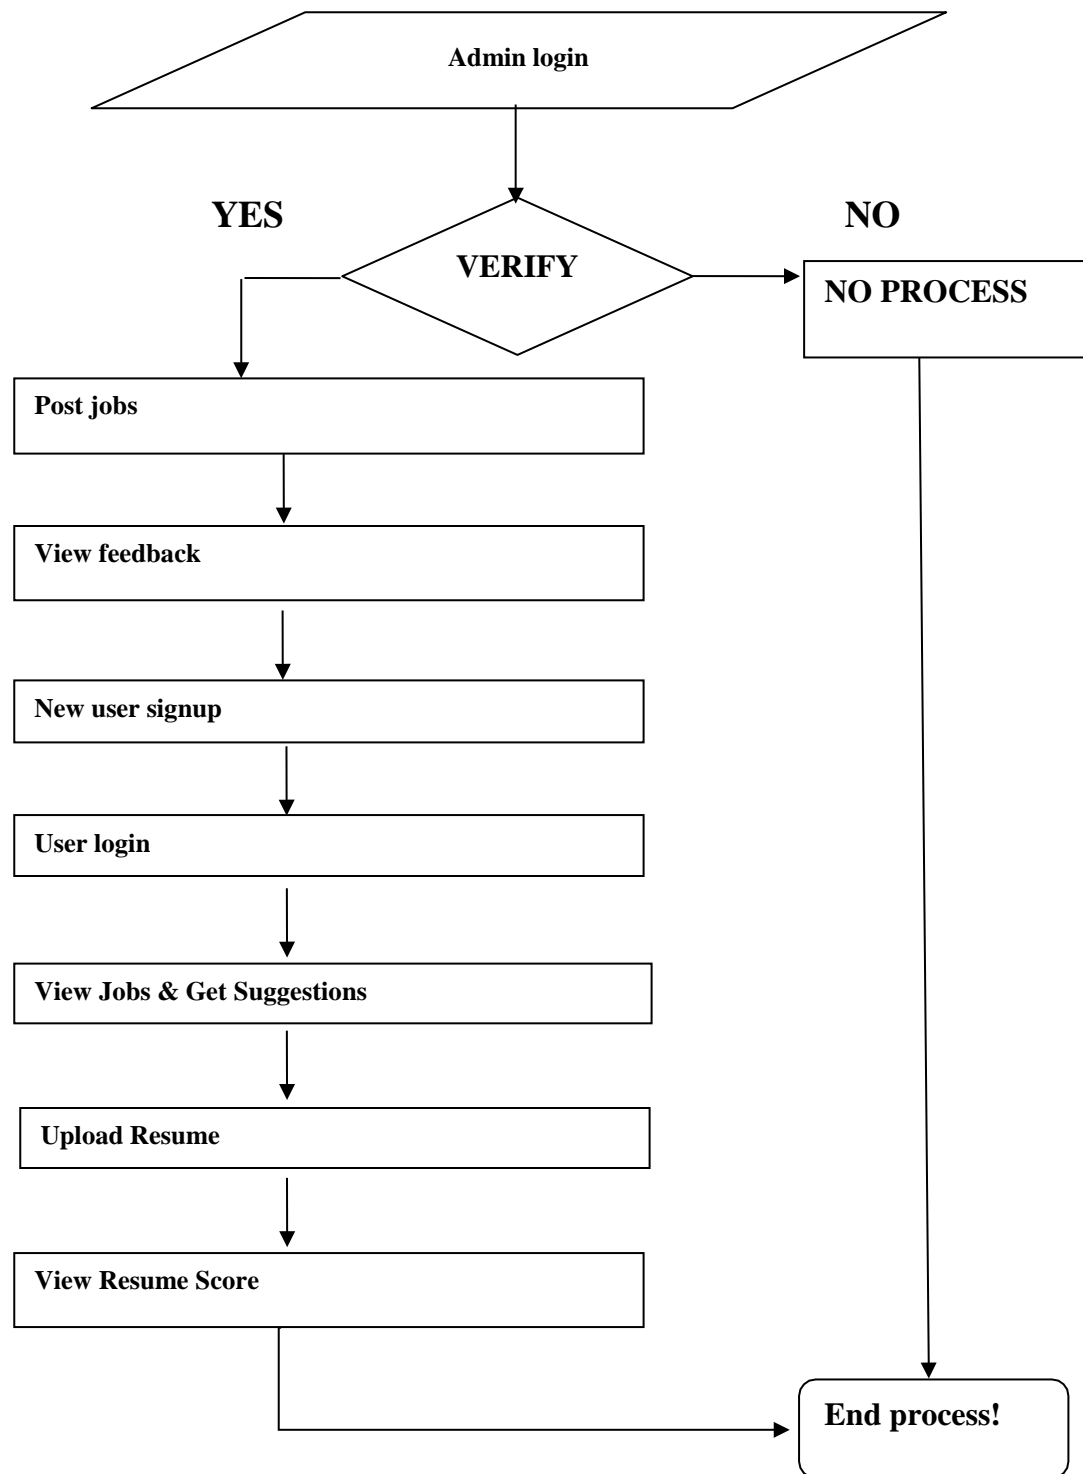 Admin login
YES
NO
VERIFY
NO PROCESS
Post jobs
View feedback
New user signup
User login
View Jobs & Get Suggestions
Upload Resume
View Resume Score
End process!